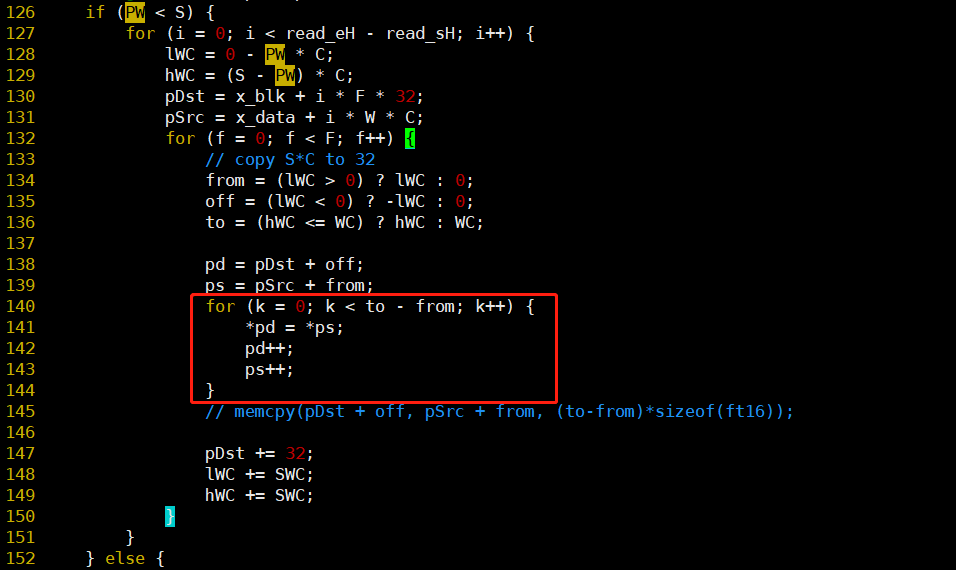 126     if (PW < S) {
127         for (i = 0; i < read_eH - read_sH; i++) {
128             lWC = 0 - PW * C;
129             hWC = (S - PW) * C;
130             pDst = x_blk + i * F * 32;
131             pSrc = x_data + i * W * C;
132             for (f = 0; f < F; f++) {
133                 // copy S*C to 32
134                 from = (lWC > 0) ? lWC : 0;
135                 off = (lWC < 0) ? -lWC : 0;
136                 to = (hWC <= WC) ? hWC : WC;
137
138                 pd = pDst + off;
139                 ps = pSrc + from;
140                 for (k = 0; k < to - from; k++) {
141                     *pd = *ps;
142                     pd++;
143                     ps++;
144                 }
145                 // memcpy(pDst + off, pSrc + from, (to-from)*sizeof(ft16));
146
147                 pDst += 32;
148                 lWC += SWC;
149                 hWC += SWC;
150             }
151         }
152     } else {